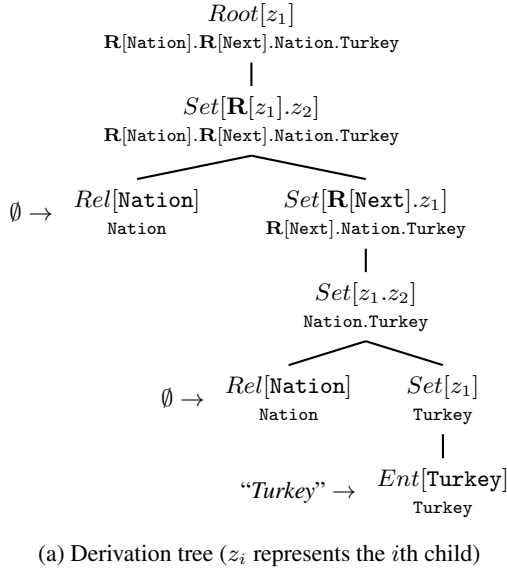 Root[z₁]
R[Nation].R[Next].Nation.Turkey
Set[R[z₁].z₂]
R[Nation].R[Next].Nation.Turkey
∅ → Rel[Nation] Set[R[Next].z₁]
Nation R[Next].Nation.Turkey
Set[z₁.z₂]
Nation.Turkey
∅ → Rel[Nation] Set[z₁]
Nation Turkey
“Turkey” → Ent[Turkey]
Turkey
(a) Derivation tree (zᵢ represents the ith child)